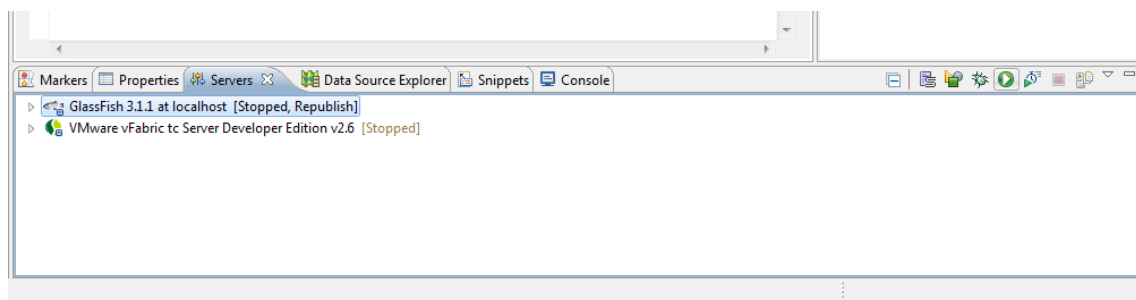 Markers Properties Servers Data Source Explorer Snippets Console
GlassFish 3.1.1 at localhost [Stopped, Republish]
VMware vFabric tc Server Developer Edition v2.6 [Stopped]